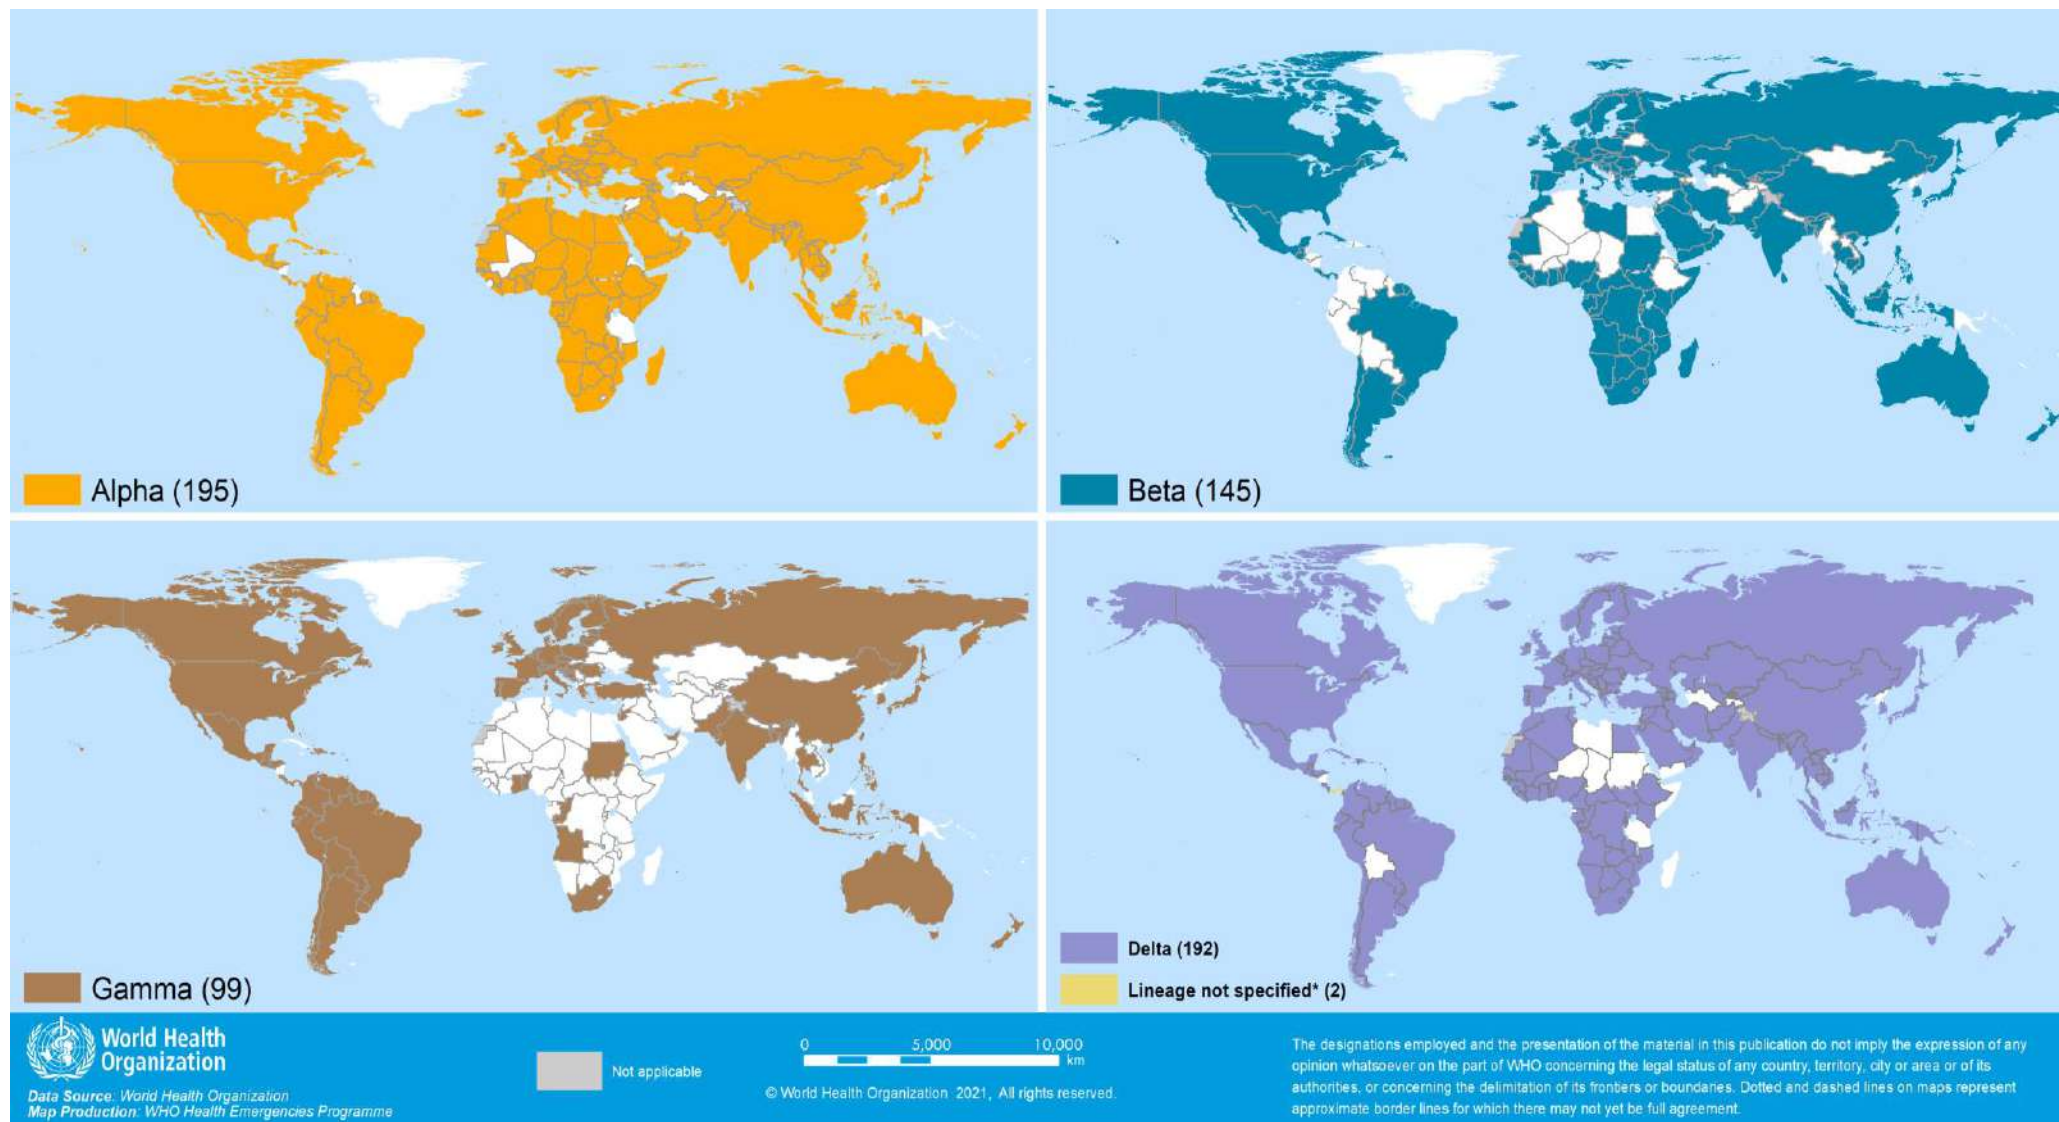 Alpha (195)
Beta (145)
Gamma (99)
Delta (192)
Lineage not specified* (2)
World Health
Organization
Data Source: World Health Organization
Map Production: WHO Health Emergencies Programme
Not applicable
0 5,000 10,000
km
© World Health Organization 2021, All rights reserved.
The designations employed and the presentation of the material in this publication do not imply the expression of any
opinion whatsoever on the part of WHO concerning the legal status of any country, territory, city or area or of its
authorities, or concerning the delimitation of its frontiers or boundaries. Dotted and dashed lines on maps represent
approximate border lines for which there may not yet be full agreement.